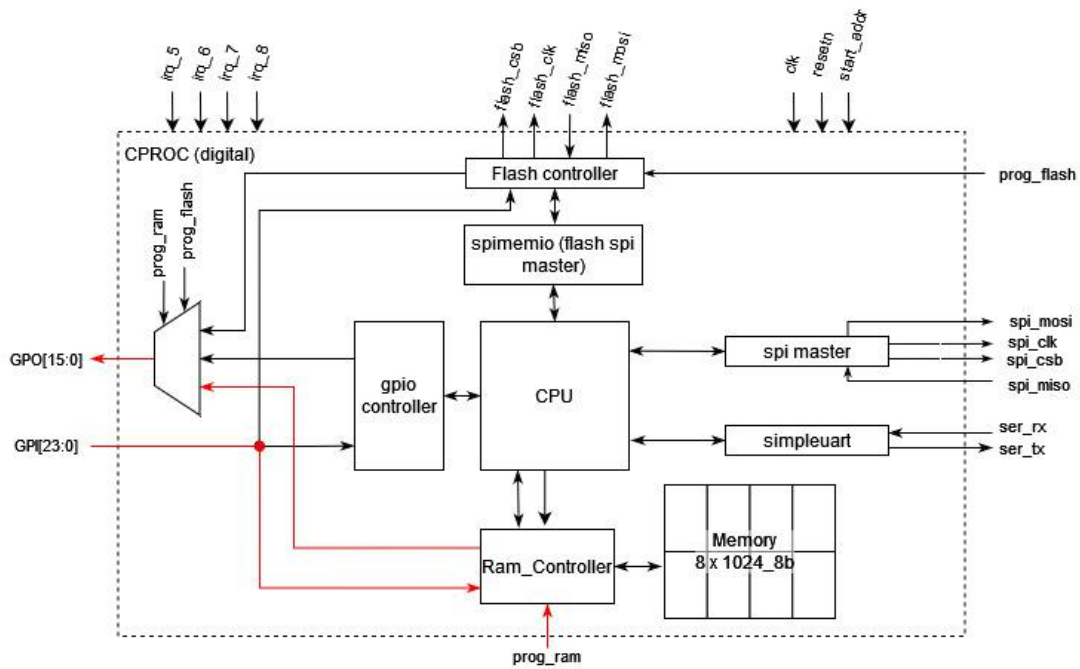 irq_5
irq_6
irq_7
irq_8
flash_csb
flash_clk
flash_miso
flash_mosi
clk
resetn
start_addr
CPROC (digital)
Flash controller
prog_flash
prog_ram
prog_flash
spimemio (flash spi
master)
GPO[15:0]
gpio
controller
CPU
spi master
spi_mosi
spi_clk
spi_csb
spi_miso
GPI[23:0]
simpleuart
ser_rx
ser_tx
Ram_Controller
Memory
8 x 1024_8b
prog_ram